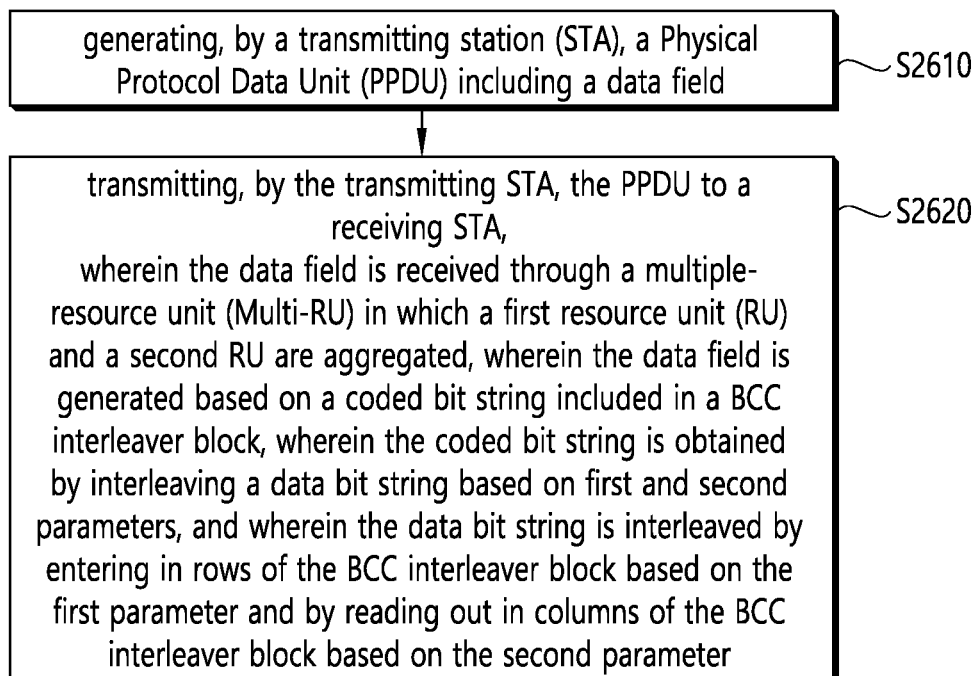 generating, by a transmitting station (STA), a Physical
Protocol Data Unit (PPDU) including a data field
S2610
transmitting, by the transmitting STA, the PPDU to a
receiving STA,
wherein the data field is received through a multiple-
resource unit (Multi-RU) in which a first resource unit (RU)
and a second RU are aggregated, wherein the data field is
generated based on a coded bit string included in a BCC
interleaver block, wherein the coded bit string is obtained
by interleaving a data bit string based on first and second
parameters, and wherein the data bit string is interleaved by
entering in rows of the BCC interleaver block based on the
first parameter and by reading out in columns of the BCC
interleaver block based on the second parameter
S2620